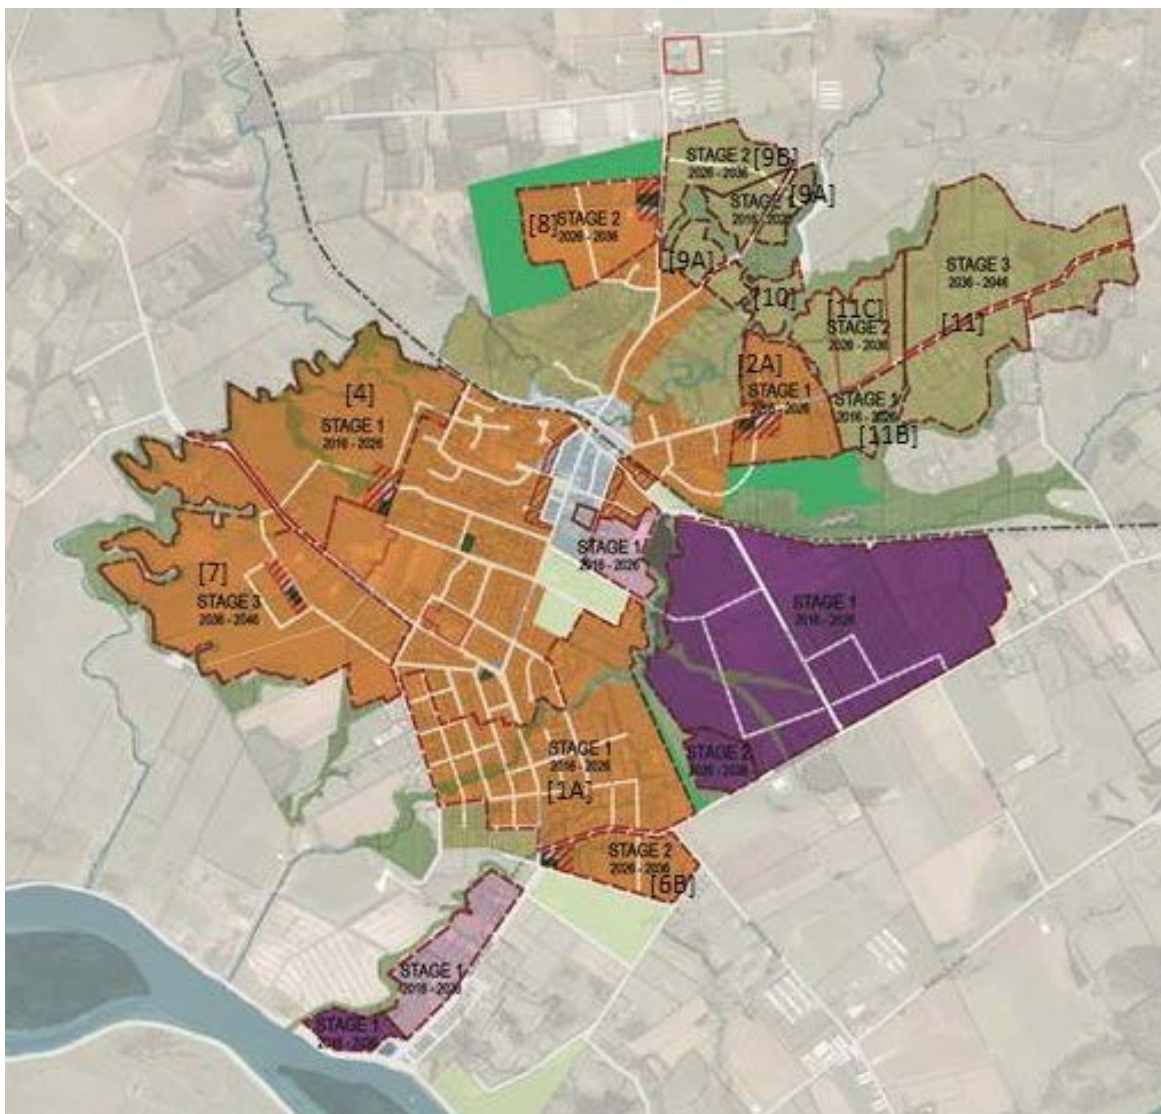 STAGE 2 [9B]
2026 - 2036
STAGE [9A]
2016 - 2026
[8] STAGE 2
2026 - 2036
[9A]
[10]
STAGE 3
2036 - 2046
[11C]
STAGE 2
2026 - 2036
[11]
[2A]
STAGE 1
2016 - 2026
STAGE 1
2016 - 2026
[11B]
[4]
STAGE 1
2016 - 2026
STAGE 1
2016 - 2026
[7]
STAGE 3
2036 - 2046
STAGE 1
2016 - 2026
STAGE 1
2016 - 2026
[1A]
STAGE 2
2026 - 2036
STAGE 2
2026 - 2036
[6B]
STAGE 1
2016 - 2026
STAGE 1
2016 - 2026